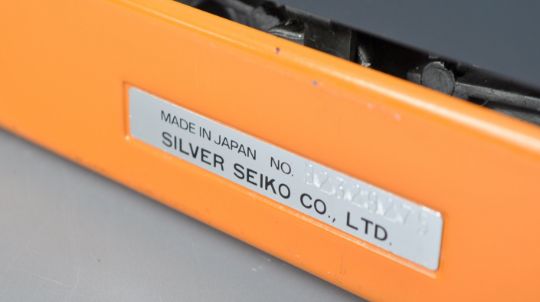 MADE IN JAPAN NO.
SILVER SEIKO CO., LTD.